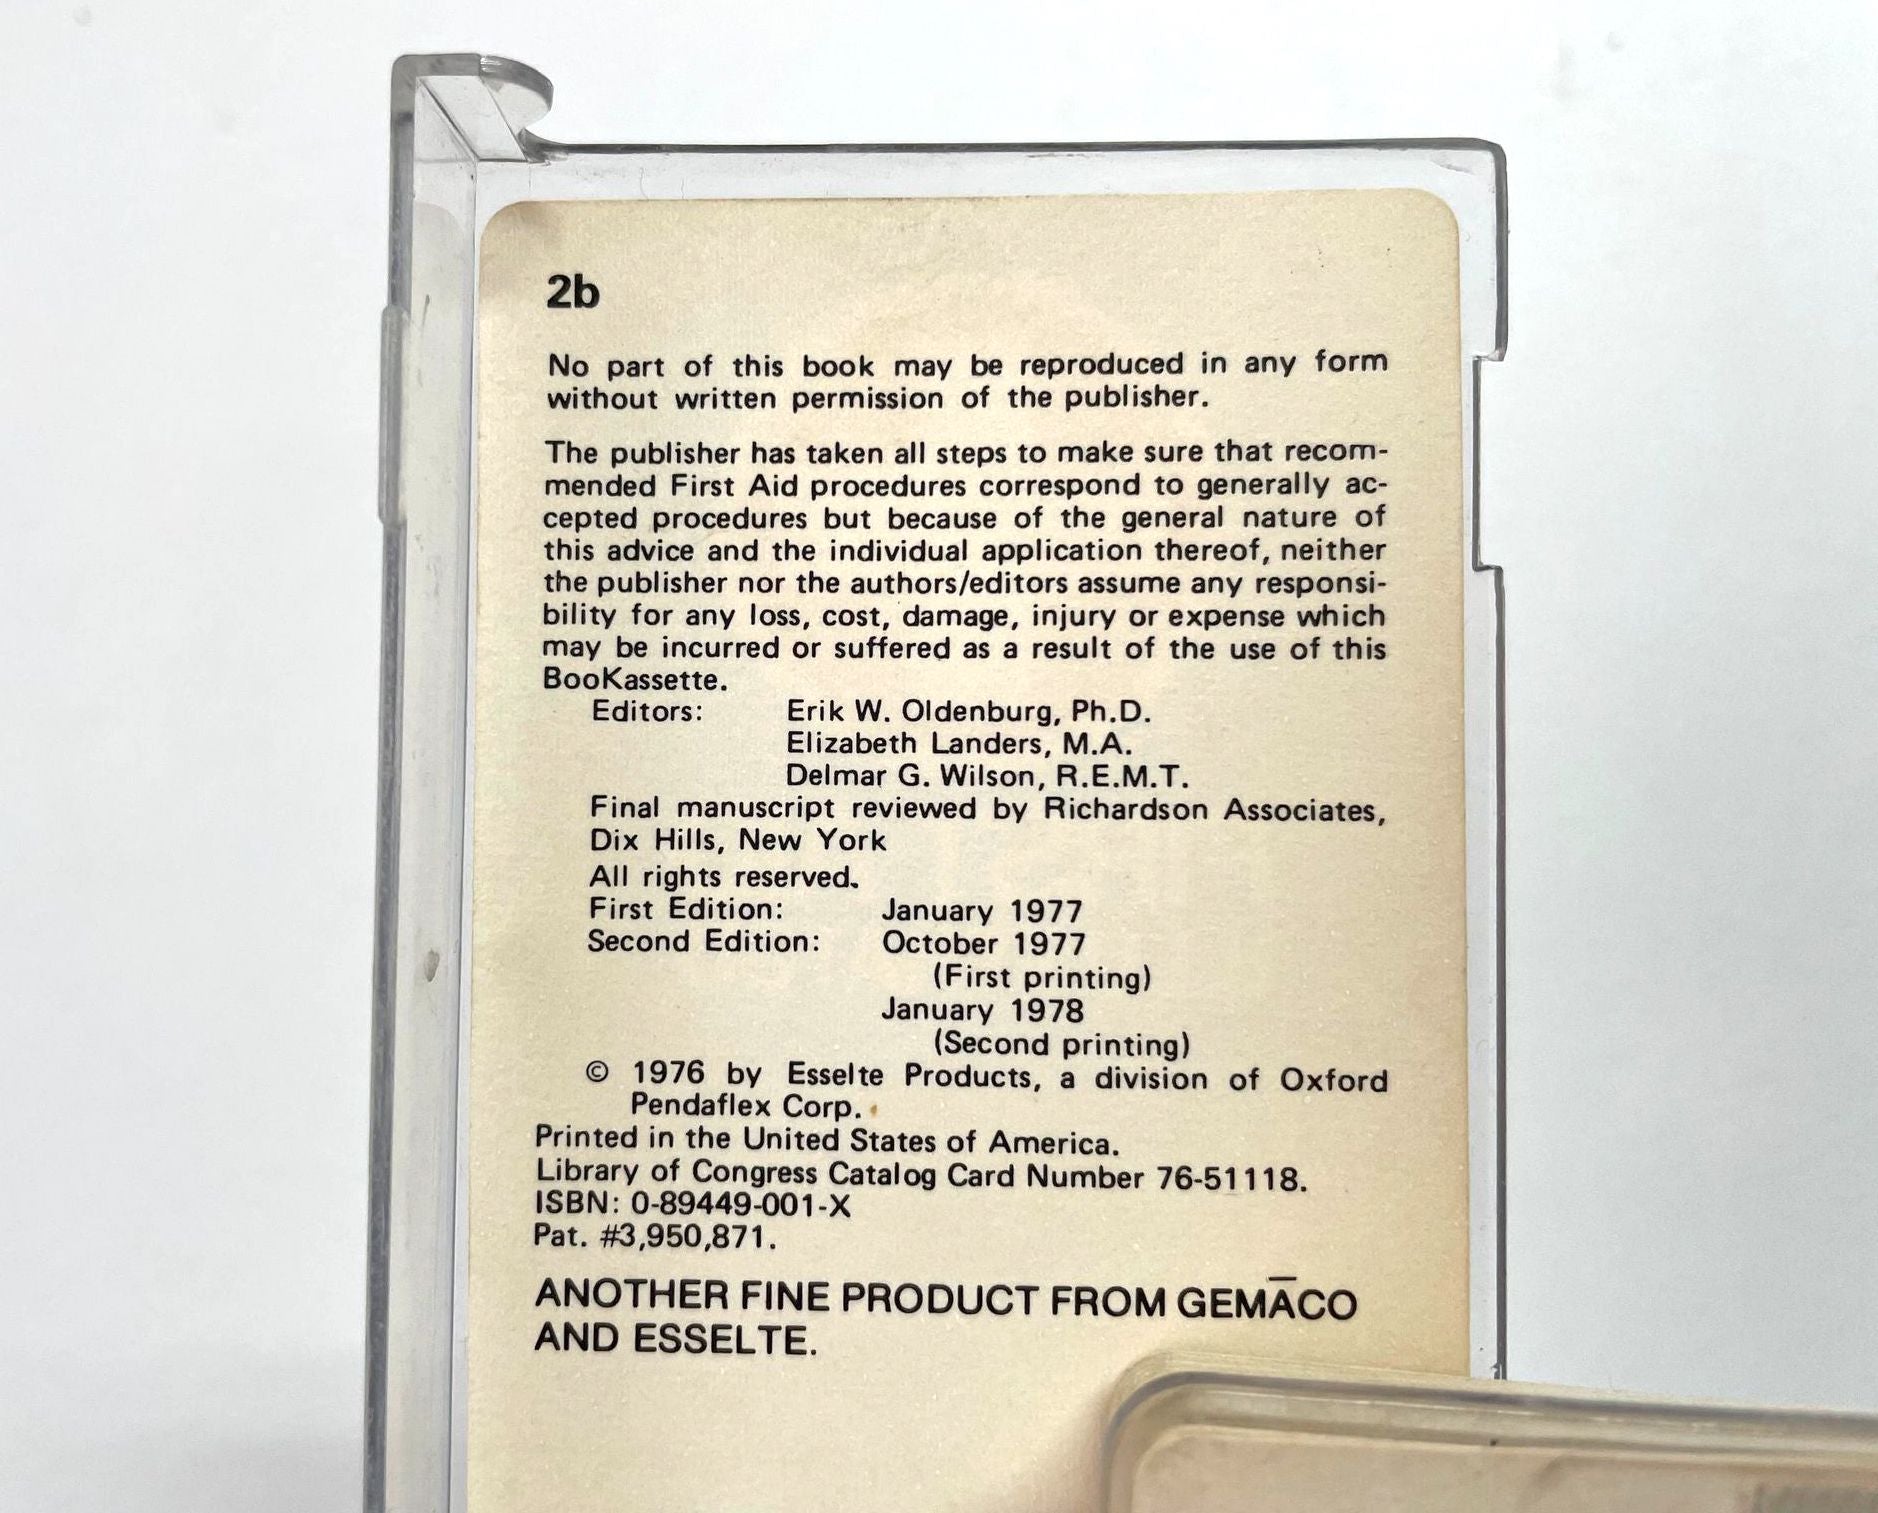 2b
No part of this book may be reproduced in any form
without written permission of the publisher.
The publisher has taken all steps to make sure that recom-
mended First Aid procedures correspond to generally ac-
cepted procedures but because of the general nature of
this advice and the individual application thereof, neither
the publisher nor the authors/editors assume any responsi-
bility for any loss, cost, damage, injury or expense which
may be incurred or suffered as a result of the use of this
BooKassette.
Editors: Erik W. Oldenburg, Ph.D.
Elizabeth Landers, M.A.
Delmar G. Wilson, R.E.M.T.
Final manuscript reviewed by Richardson Associates,
Dix Hills, New York
All rights reserved.
First Edition: January 1977
Second Edition: October 1977
(First printing)
January 1978
(Second printing)
© 1976 by Esselte Products, a division of Oxford
Pendaflex Corp.
Printed in the United States of America.
Library of Congress Catalog Card Number 76-51118.
ISBN: 0-89449-001-X
Pat. #3,950,871.
ANOTHER FINE PRODUCT FROM GEMĀCO
AND ESSELTE.